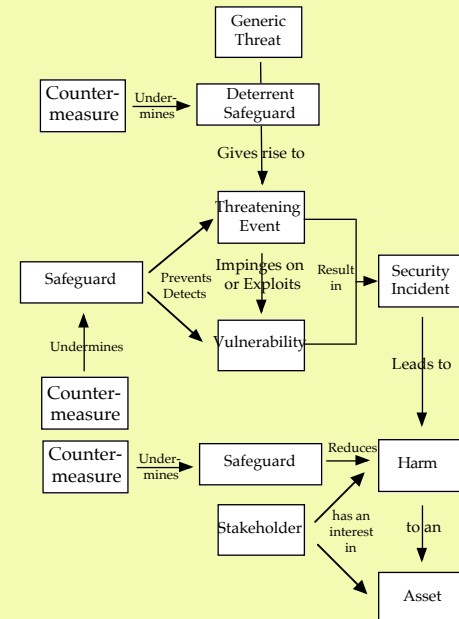 Generic
Threat
Counter-
measure
Under-
mines
Deterrent
Safeguard
Gives rise to
Threatening
Event
Safeguard
Prevents
Detects
Impinges on
or Exploits
Result
in
Security
Incident
Vulnerability
Undermines
Leads to
Counter-
measure
Counter-
measure
Under-
mines
Safeguard
Reduces
Harm
Stakeholder
has an
interest
in
to an
Asset